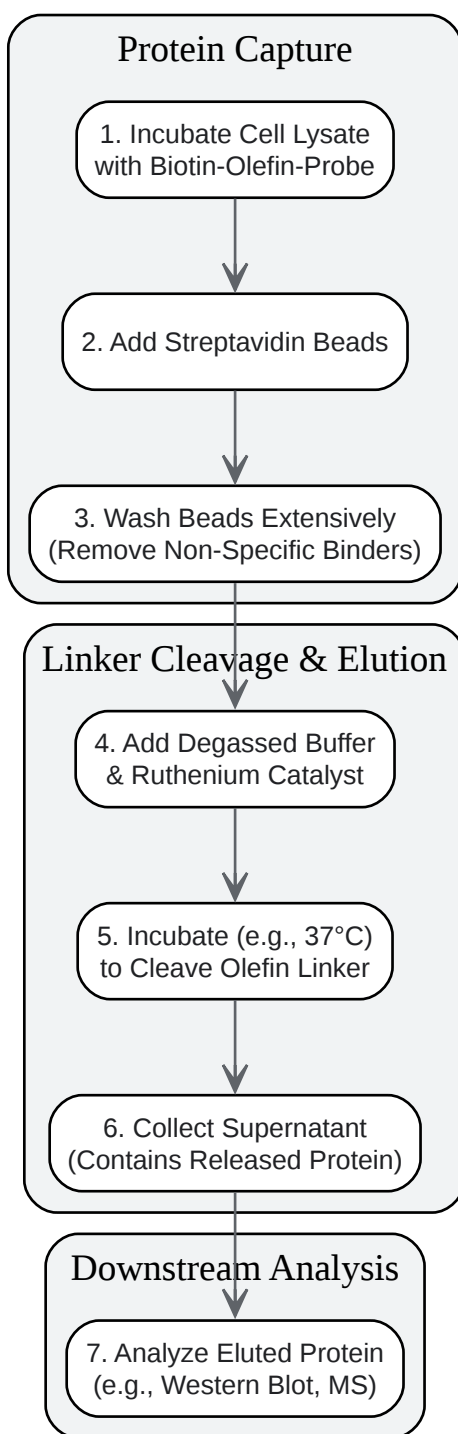 Protein Capture
1. Incubate Cell Lysate
with Biotin-Olefin-Probe
2. Add Streptavidin Beads
3. Wash Beads Extensively
(Remove Non-Specific Binders)
Linker Cleavage & Elution
4. Add Degassed Buffer
& Ruthenium Catalyst
5. Incubate (e.g., 37°C)
to Cleave Olefin Linker
6. Collect Supernatant
(Contains Released Protein)
Downstream Analysis
7. Analyze Eluted Protein
(e.g., Western Blot, MS)